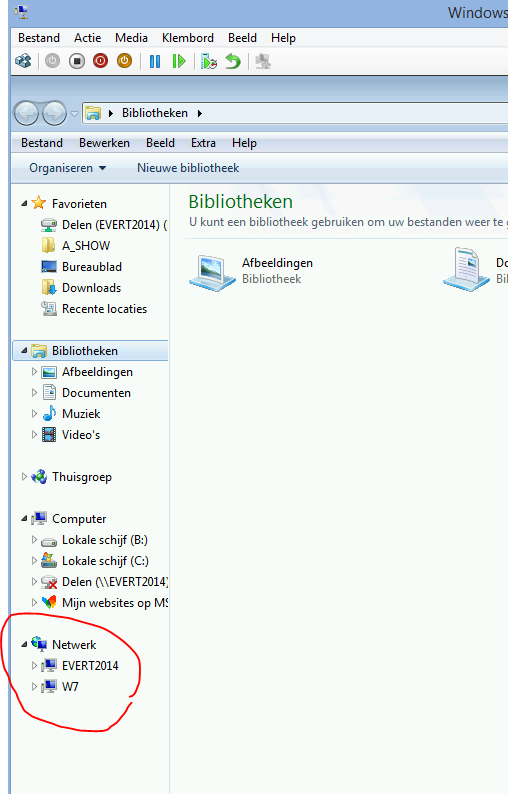 Windows
Bestand Actie Media Klembord Beeld Help
Bibliotheken
Bestand Bewerken Beeld Extra Help
Organiseren Nieuwe bibliotheek
Favorieten
Delen (EVERT2014) (
A_SHOW
Bureaublad
Downloads
Recente locaties
Bibliotheken
Afbeeldingen
Documenten
Muziek
Video's
Thuisgroep
Computer
Lokale schijf (B:)
Lokale schijf (C:)
Delen (\\EVERT2014)
Mijn websites op MS
Netwerk
EVERT2014
W7
Bibliotheken
U kunt een bibliotheek gebruiken om uw bestanden weer te g
Afbeeldingen
Bibliotheek
Do
Bi